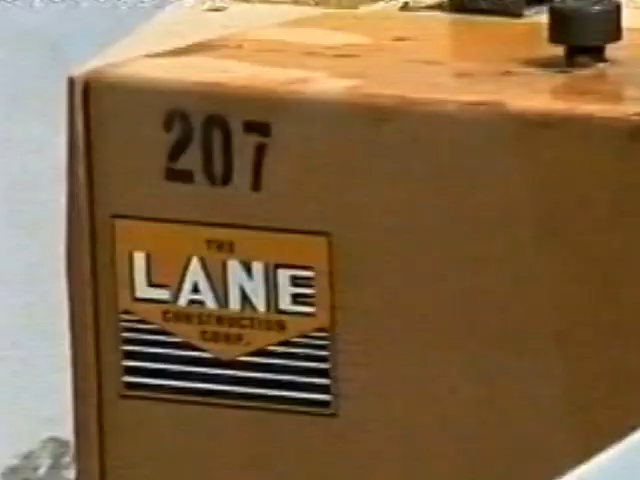 207
THE
LANE
CONSTRUCTION
CORP.